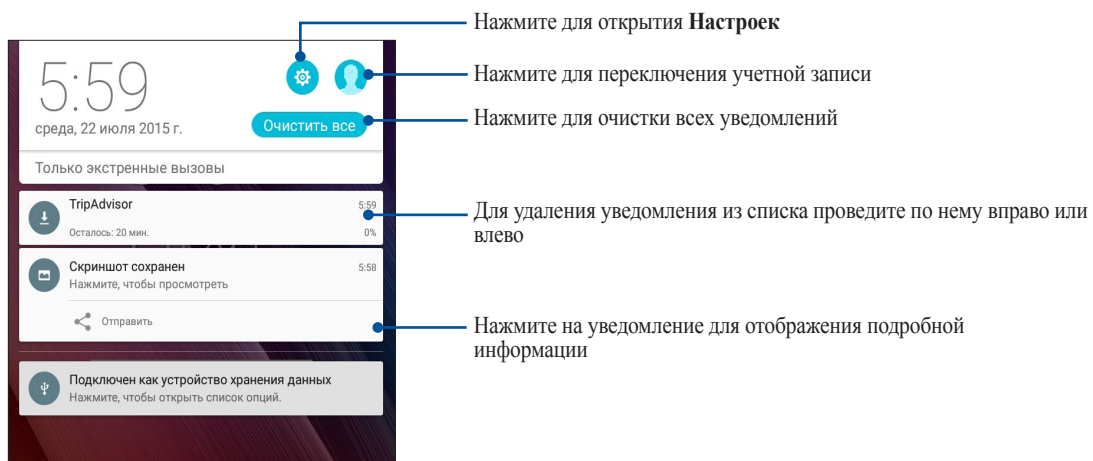 Нажмите для открытия Настроек
5:59
Нажмите для переключения учетной записи
среда, 22 июля 2015 г.
Очистить все
Нажмите для очистки всех уведомлений
Только экстренные вызовы
TripAdvisor
5:59
Осталось: 20 мин.
0%
Для удаления уведомления из списка проведите по нему вправо или
влево
Скриншот сохранен
5:58
Нажмите, чтобы просмотреть
Отправить
Нажмите на уведомление для отображения подробной
информации
Подключен как устройство хранения данных
Нажмите, чтобы открыть список опций.